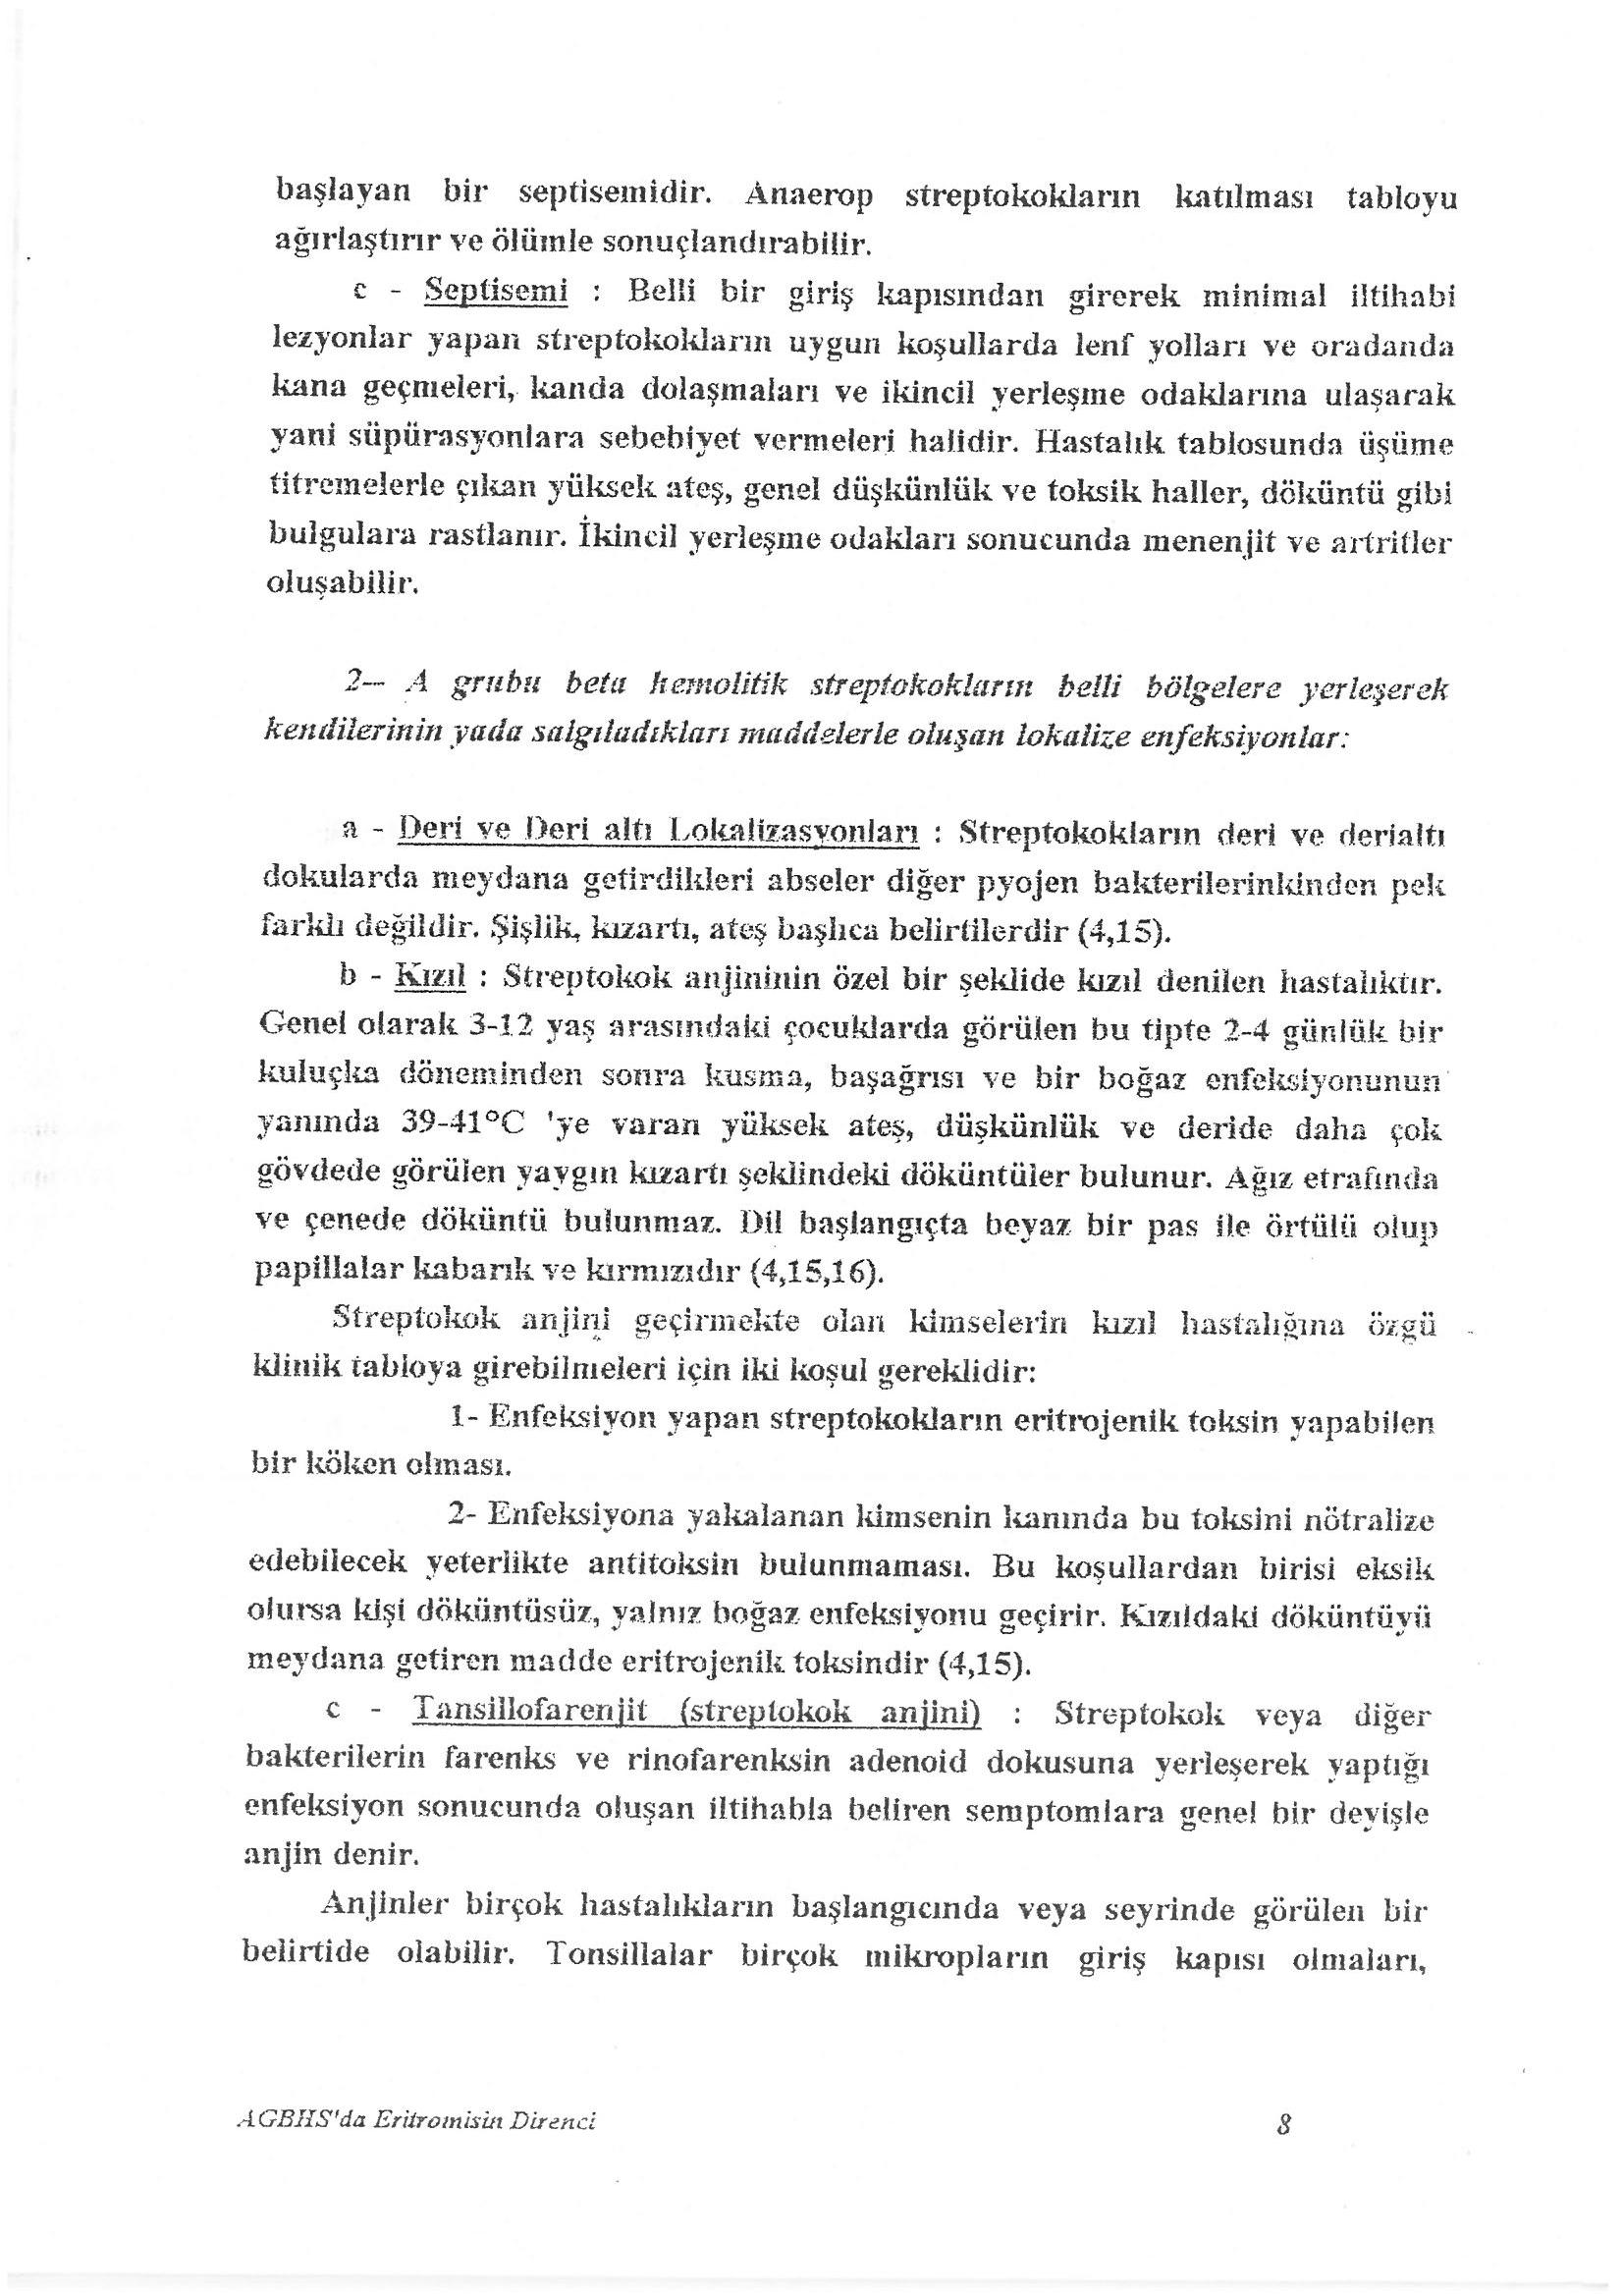 başlayan bir septisemidir. Anaerop streptokokların katılması tabloyu
ağırlaştırır ve ölümle sonuçlandırabilir.
c - Septisemi : Belli bir giriş kapısından girerek minimal iltihabi
lezyonlar yapan streptokokların uygun koşullarda lenf yolları ve oradanda
kana geçmeleri, kanda dolaşmaları ve ikincil yerleşme odaklarına ulaşarak
yani süpürasyonlara sebebiyet vermeleri halidir. Hastalık tablosunda üşüme
titremelerle çıkan yüksek ateş, genel düşkünlük ve toksik haller, döküntü gibi
bulgulara rastlanır. İkincil yerleşme odakları sonucunda menenjit ve artritler
oluşabilir.
2— A grubu beta hemolitik streptokokların belli bölgelere yerleşerek
kendilerinin yada salgıladıkları maddelerle oluşan lokalize enfeksiyonlar:
a - Deri ve Deri altı Lokalizasyonları : Streptokokların deri ve derialtı
dokularda meydana getirdikleri abseler diğer pyojen bakterilerinkinden pek
farklı değildir. Şişlik, kızartı, ateş başlıca belirtilerdir (4,15).
b - Kızıl : Streptokok anjininin özel bir şeklide kızıl denilen hastalıktır.
Genel olarak 3-12 yaş arasındaki çocuklarda görülen bu tipte 2-4 günlük bir
kuluçka döneminden sonra kusma, başağrısı ve bir boğaz enfeksiyonunun
yanında 39-41°C 'ye varan yüksek ateş, düşkünlük ve deride daha çok
gövdede görülen yaygın kızartı şeklindeki döküntüler bulunur. Ağız etrafında
ve çenede döküntü bulunmaz. Dil başlangıçta beyaz bir pas ile örtülü olup
papillalar kabarık ve kırmızıdır (4,15,16).
Streptokok anjini geçirmekte olan kimselerin kızıl hastalığına özgü
klinik tabloya girebilmeleri için iki koşul gereklidir:
1- Enfeksiyon yapan streptokokların eritrojenik toksin yapabilen
bir köken olması.
2- Enfeksiyona yakalanan kimsenin kanında bu toksini nötralize
edebilecek yeterlikte antitoksin bulunmaması. Bu koşullardan birisi eksik
olursa kişi döküntüsüz, yalnız boğaz enfeksiyonu geçirir. Kızıldaki döküntüyü
meydana getiren madde eritrojenik toksindir (4,15).
c - Tansillofarenjit (streptokok anjini) : Streptokok veya diğer
bakterilerin farenks ve rinofarenksin adenoid dokusuna yerleşerek yaptığı
enfeksiyon sonucunda oluşan iltihabla beliren semptomlara genel bir deyişle
anjin denir.
Anjinler birçok hastalıkların başlangıcında veya seyrinde görülen bir
belirtide olabilir. Tonsillalar birçok mikropların giriş kapısı olmaları,
AGBHS'da Eritromisin Direnci 8